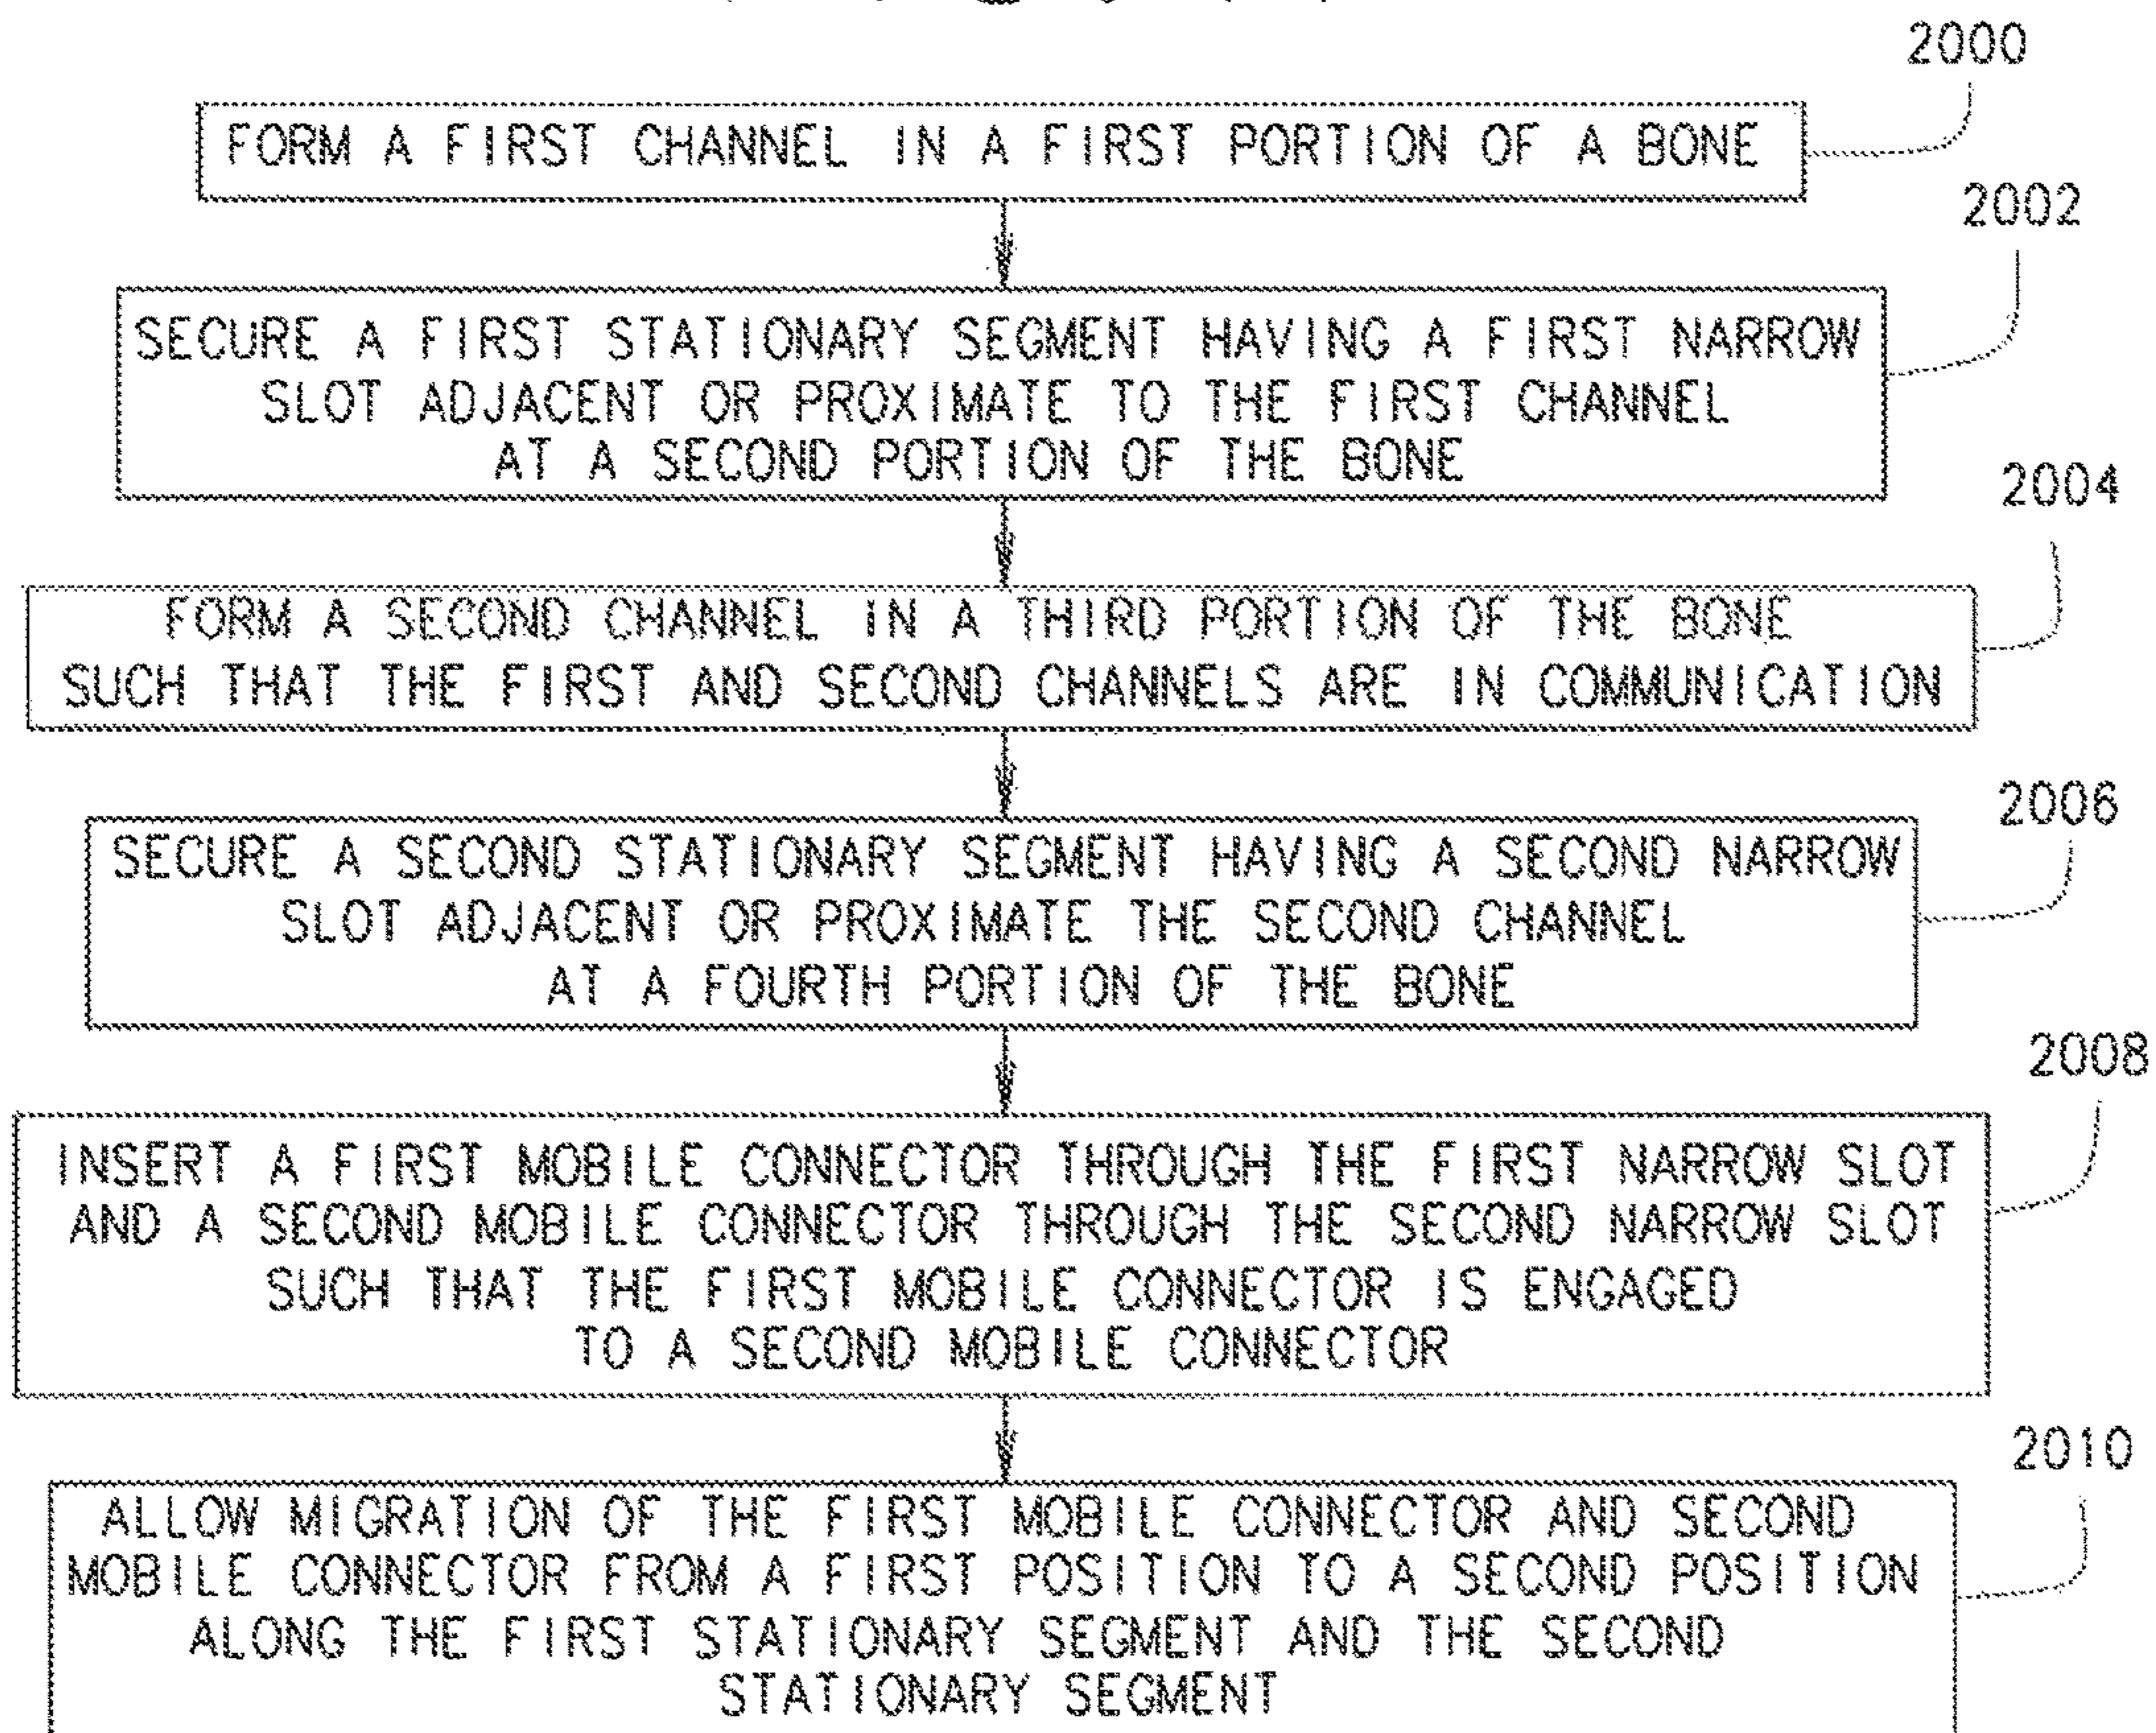 2000
FORM A FIRST CHANNEL IN A FIRST PORTION OF A BONE
2002
SECURE A FIRST STATIONARY SEGMENT HAVING A FIRST NARROW
SLOT ADJACENT OR PROXIMATE TO THE FIRST CHANNEL
AT A SECOND PORTION OF THE BONE
2004
FORM A SECOND CHANNEL IN A THIRD PORTION OF THE BONE
SUCH THAT THE FIRST AND SECOND CHANNELS ARE IN COMMUNICATION
2006
SECURE A SECOND STATIONARY SEGMENT HAVING A SECOND NARROW
SLOT ADJACENT OR PROXIMATE THE SECOND CHANNEL
AT A FOURTH PORTION OF THE BONE
2008
INSERT A FIRST MOBILE CONNECTOR THROUGH THE FIRST NARROW SLOT
AND A SECOND MOBILE CONNECTOR THROUGH THE SECOND NARROW SLOT
SUCH THAT THE FIRST MOBILE CONNECTOR IS ENGAGED
TO A SECOND MOBILE CONNECTOR
2010
ALLOW MIGRATION OF THE FIRST MOBILE CONNECTOR AND SECOND
MOBILE CONNECTOR FROM A FIRST POSITION TO A SECOND POSITION
ALONG THE FIRST STATIONARY SEGMENT AND THE SECOND
STATIONARY SEGMENT